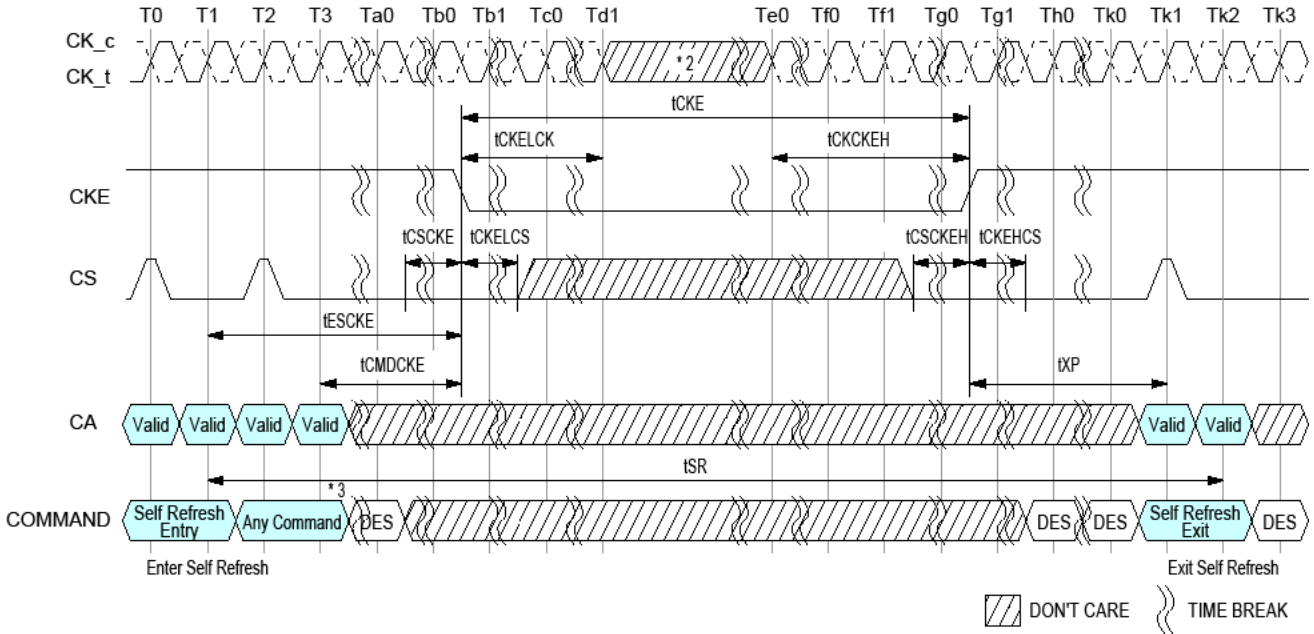 T0 T1 T2 T3 Ta0 Tb0 Tb1 Tc0 Td1 Te0 Tf0 Tf1 Tg0 Tg1 Th0 Tk0 Tk1 Tk2 Tk3
CK_c
CK_t
* 2
tCKE
tCKELCK tCKCKEH
CKE
tCSCKE tCKELCS tCSCKEH tCKEHCS
CS
tESCKE
tCMDCKE tXP
CA Valid Valid Valid Valid Valid Valid
tSR
* 3
COMMAND Self Refresh Entry Any Command DES DES DES Self Refresh Exit DES
Enter Self Refresh Exit Self Refresh
DON'T CARE TIME BREAK